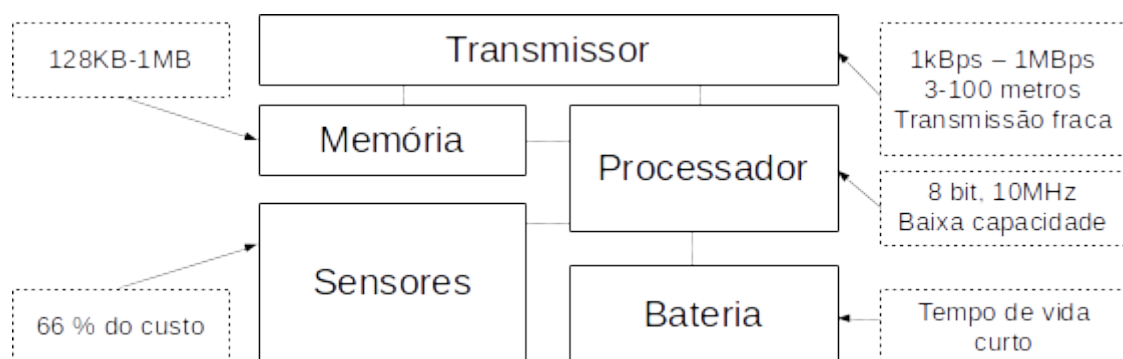 Transmissor
128KB-1MB
1kBps – 1MBps
3-100 metros
Transmissão fraca
Memória
Processador
8 bit, 10MHz
Baixa capacidade
Sensores
66 % do custo
Bateria
Tempo de vida
curto